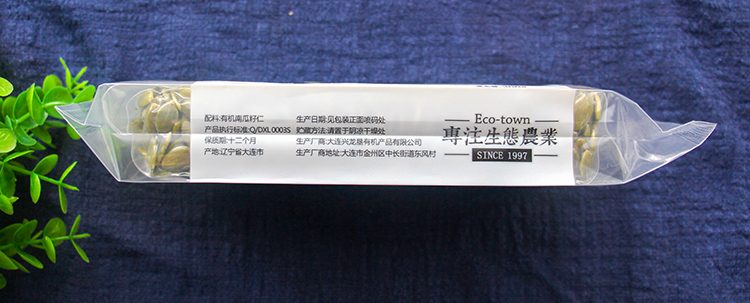 配料:有机南瓜籽仁
产品执行标准:Q/DXL0003S
保质期:十二个月
产地:辽宁省大连市
生产日期:见包装正面喷码处
贮藏方法:请置于阴凉干燥处
生产厂商:大连兴龙垦有机产品有限公司
生产厂商地址:大连市金州区中长街道东风村
Eco-town
專注生態農業
SINCE 1997